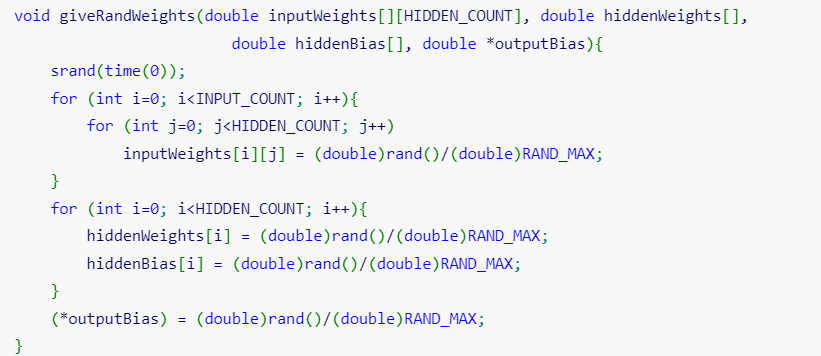 void giveRandWeights(double inputWeights[][HIDDEN_COUNT], double hiddenWeights[],
                        double hiddenBias[], double *outputBias){
    srand(time(0));
    for (int i=0; i<INPUT_COUNT; i++){
        for (int j=0; j<HIDDEN_COUNT; j++)
            inputWeights[i][j] = (double)rand()/(double)RAND_MAX;
    }
    for (int i=0; i<HIDDEN_COUNT; i++){
        hiddenWeights[i] = (double)rand()/(double)RAND_MAX;
        hiddenBias[i] = (double)rand()/(double)RAND_MAX;
    }
    (*outputBias) = (double)rand()/(double)RAND_MAX;
}